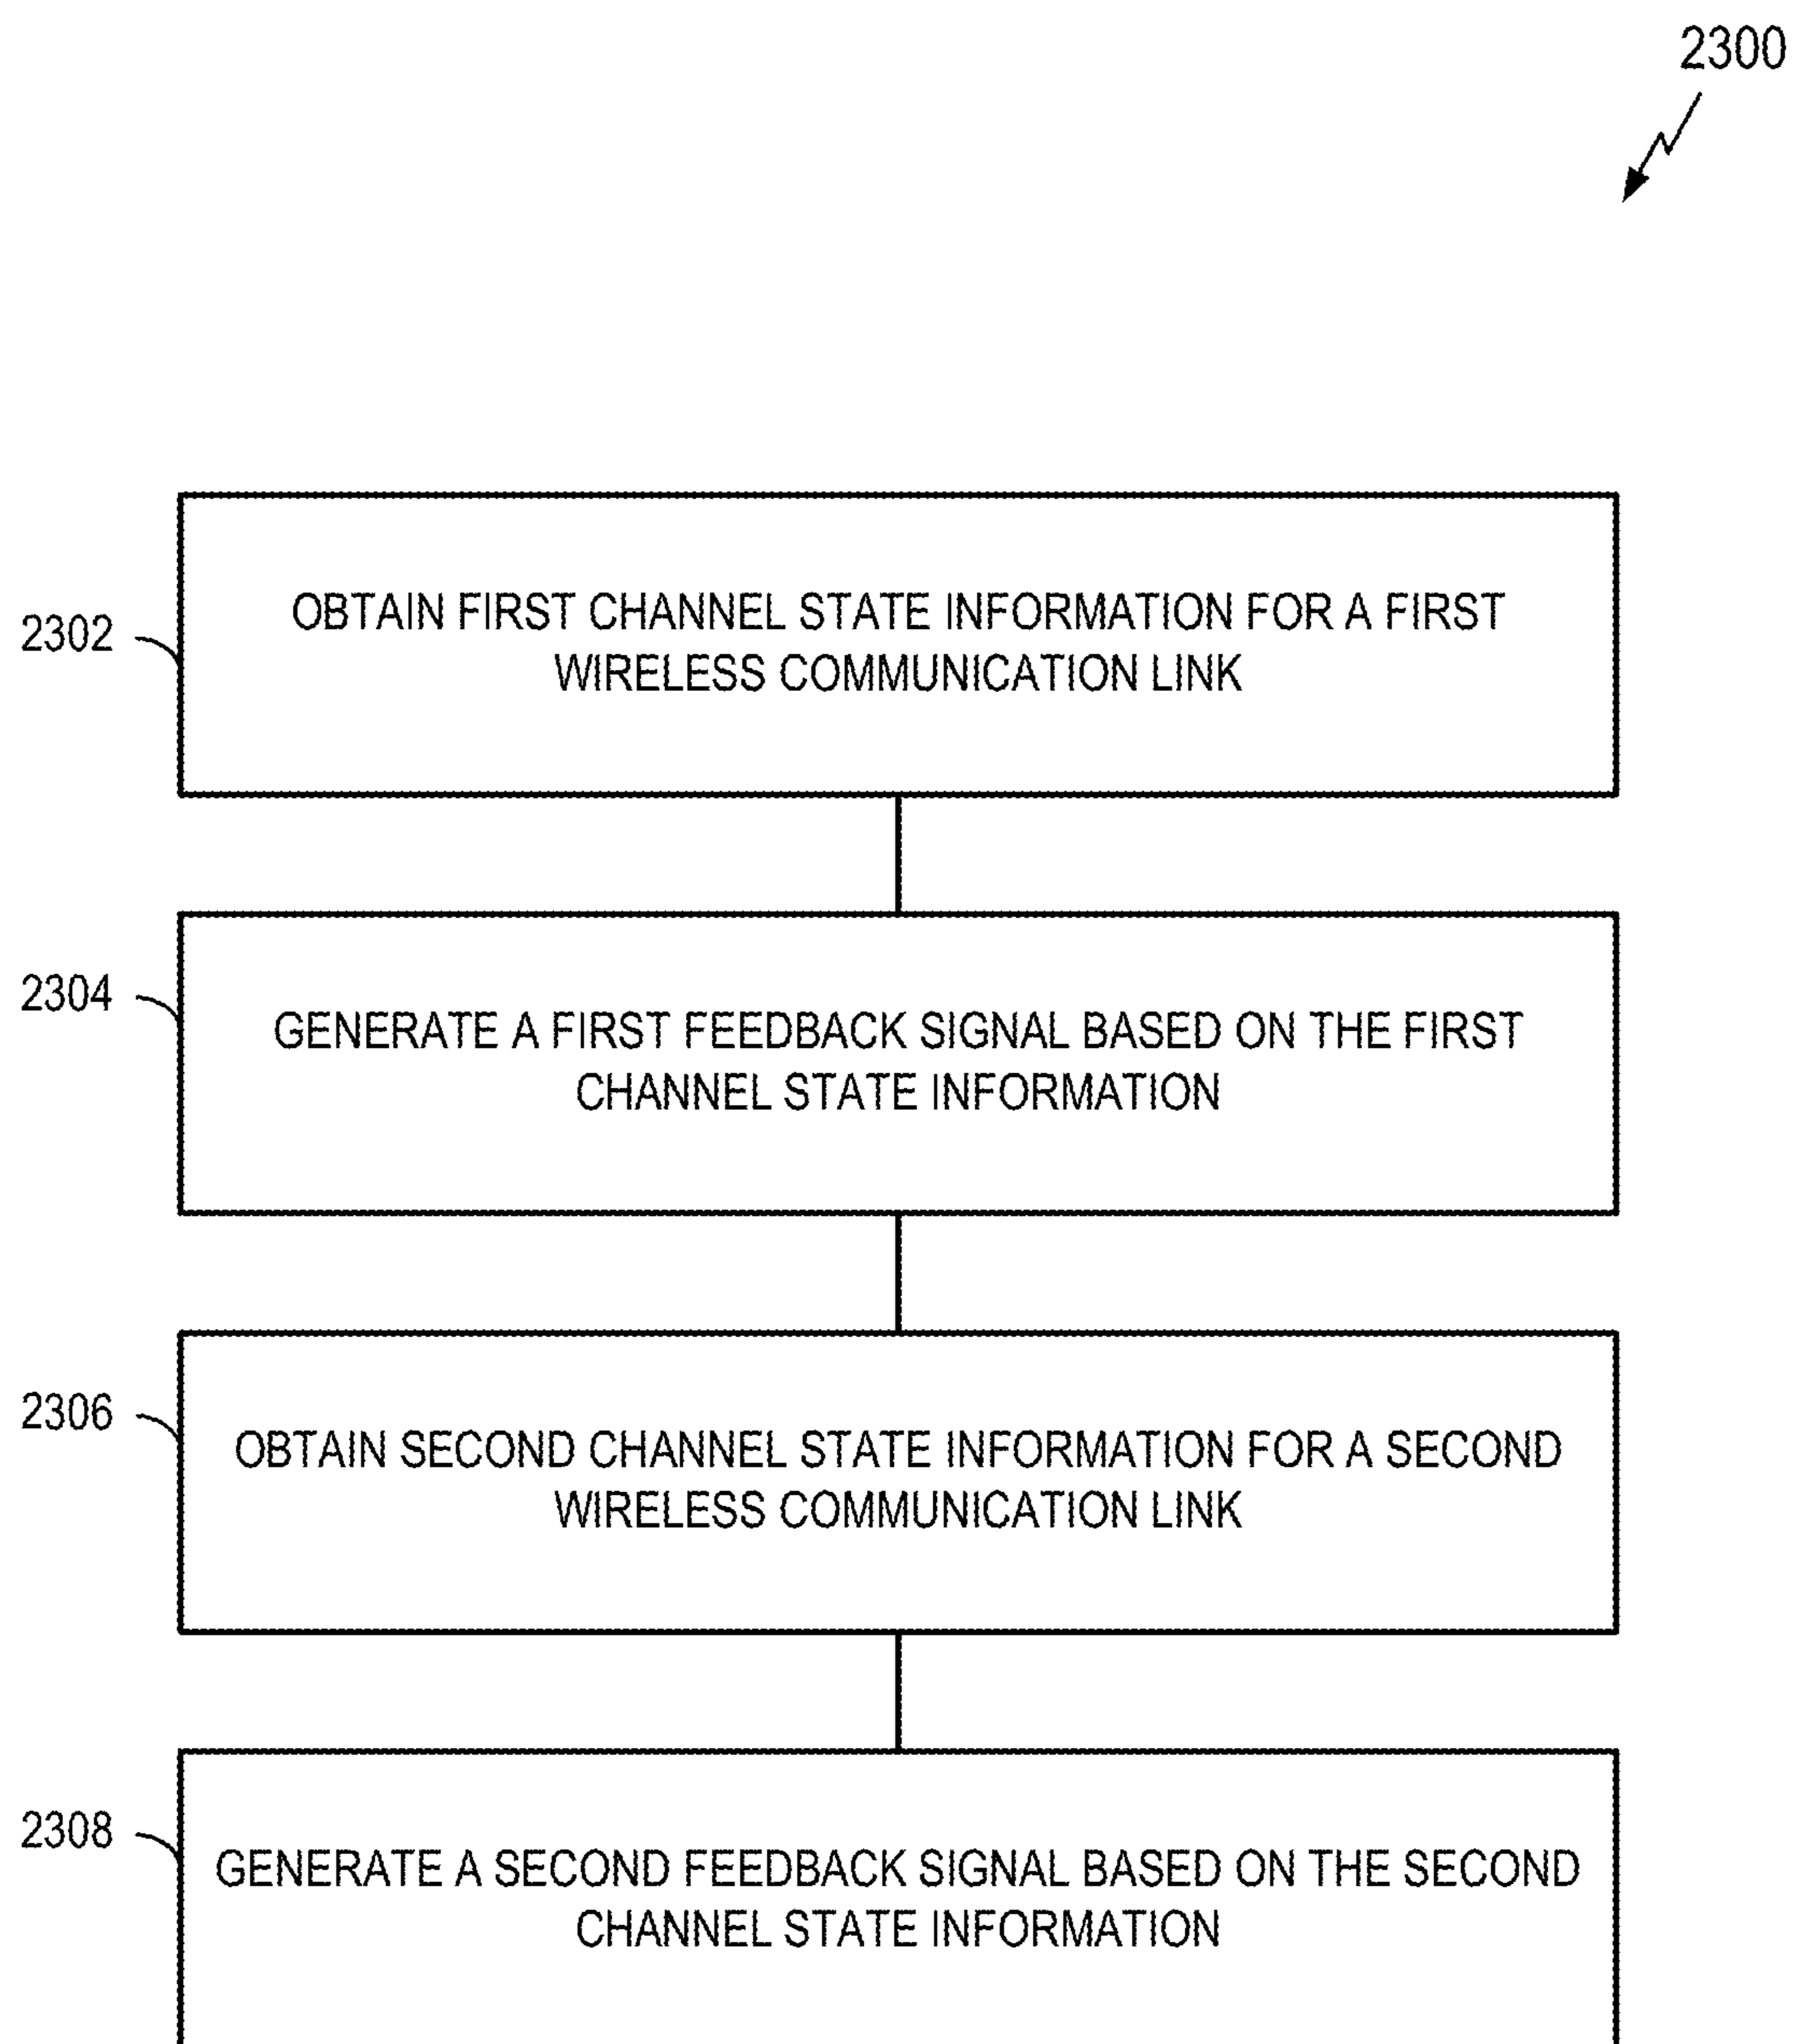 2300
2302
OBTAIN FIRST CHANNEL STATE INFORMATION FOR A FIRST
WIRELESS COMMUNICATION LINK
2304
GENERATE A FIRST FEEDBACK SIGNAL BASED ON THE FIRST
CHANNEL STATE INFORMATION
2306
OBTAIN SECOND CHANNEL STATE INFORMATION FOR A SECOND
WIRELESS COMMUNICATION LINK
2308
GENERATE A SECOND FEEDBACK SIGNAL BASED ON THE SECOND
CHANNEL STATE INFORMATION